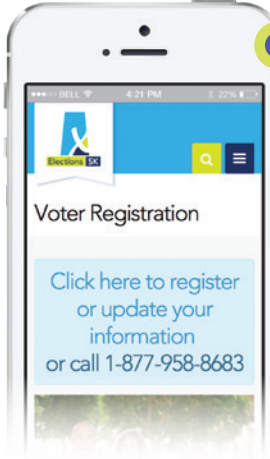 BELL 4:21 PM 22%
Elections SK
Voter Registration
Click here to register
or update your
information
or call 1-877-958-8683